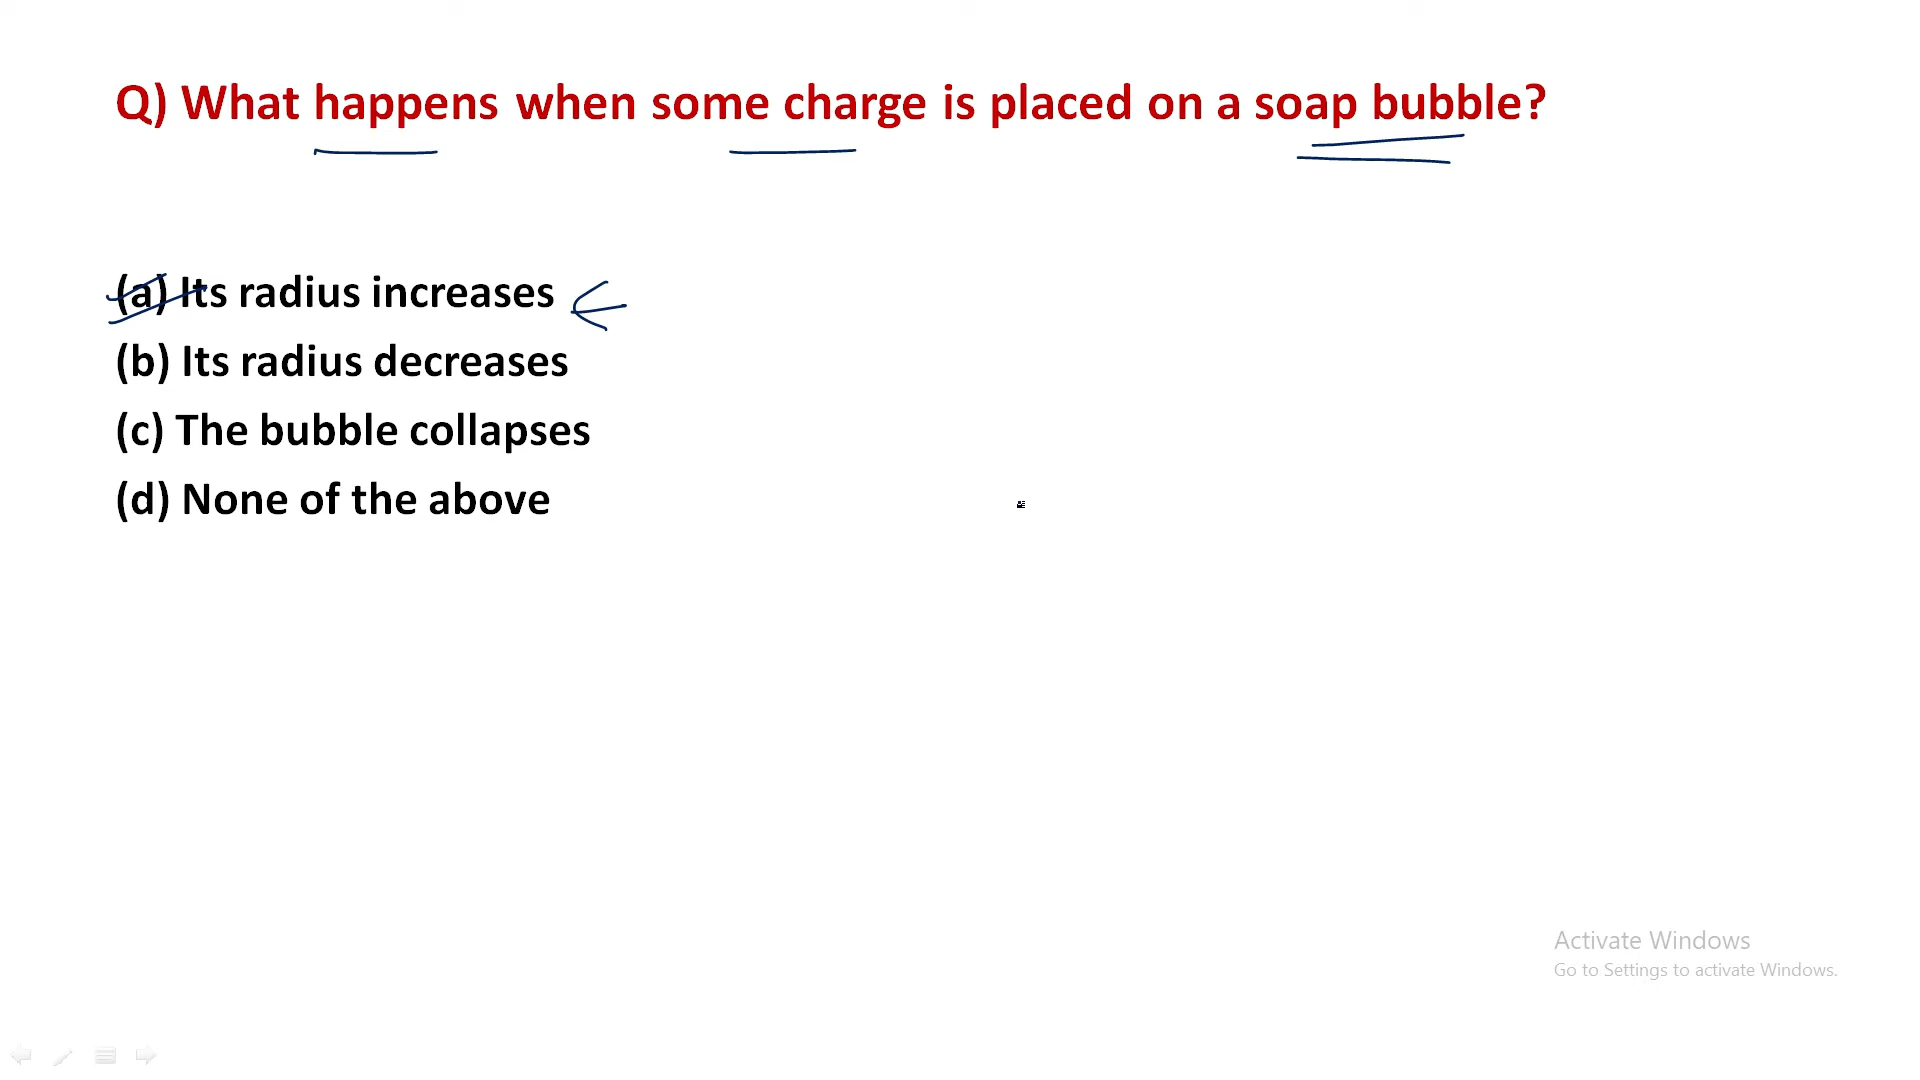 Q) What happens when some charge is placed on a soap bubble?
(a) Its radius increases
(b) Its radius decreases
(c) The bubble collapses
(d) None of the above
Activate Windows
Go to Settings to activate Windows.